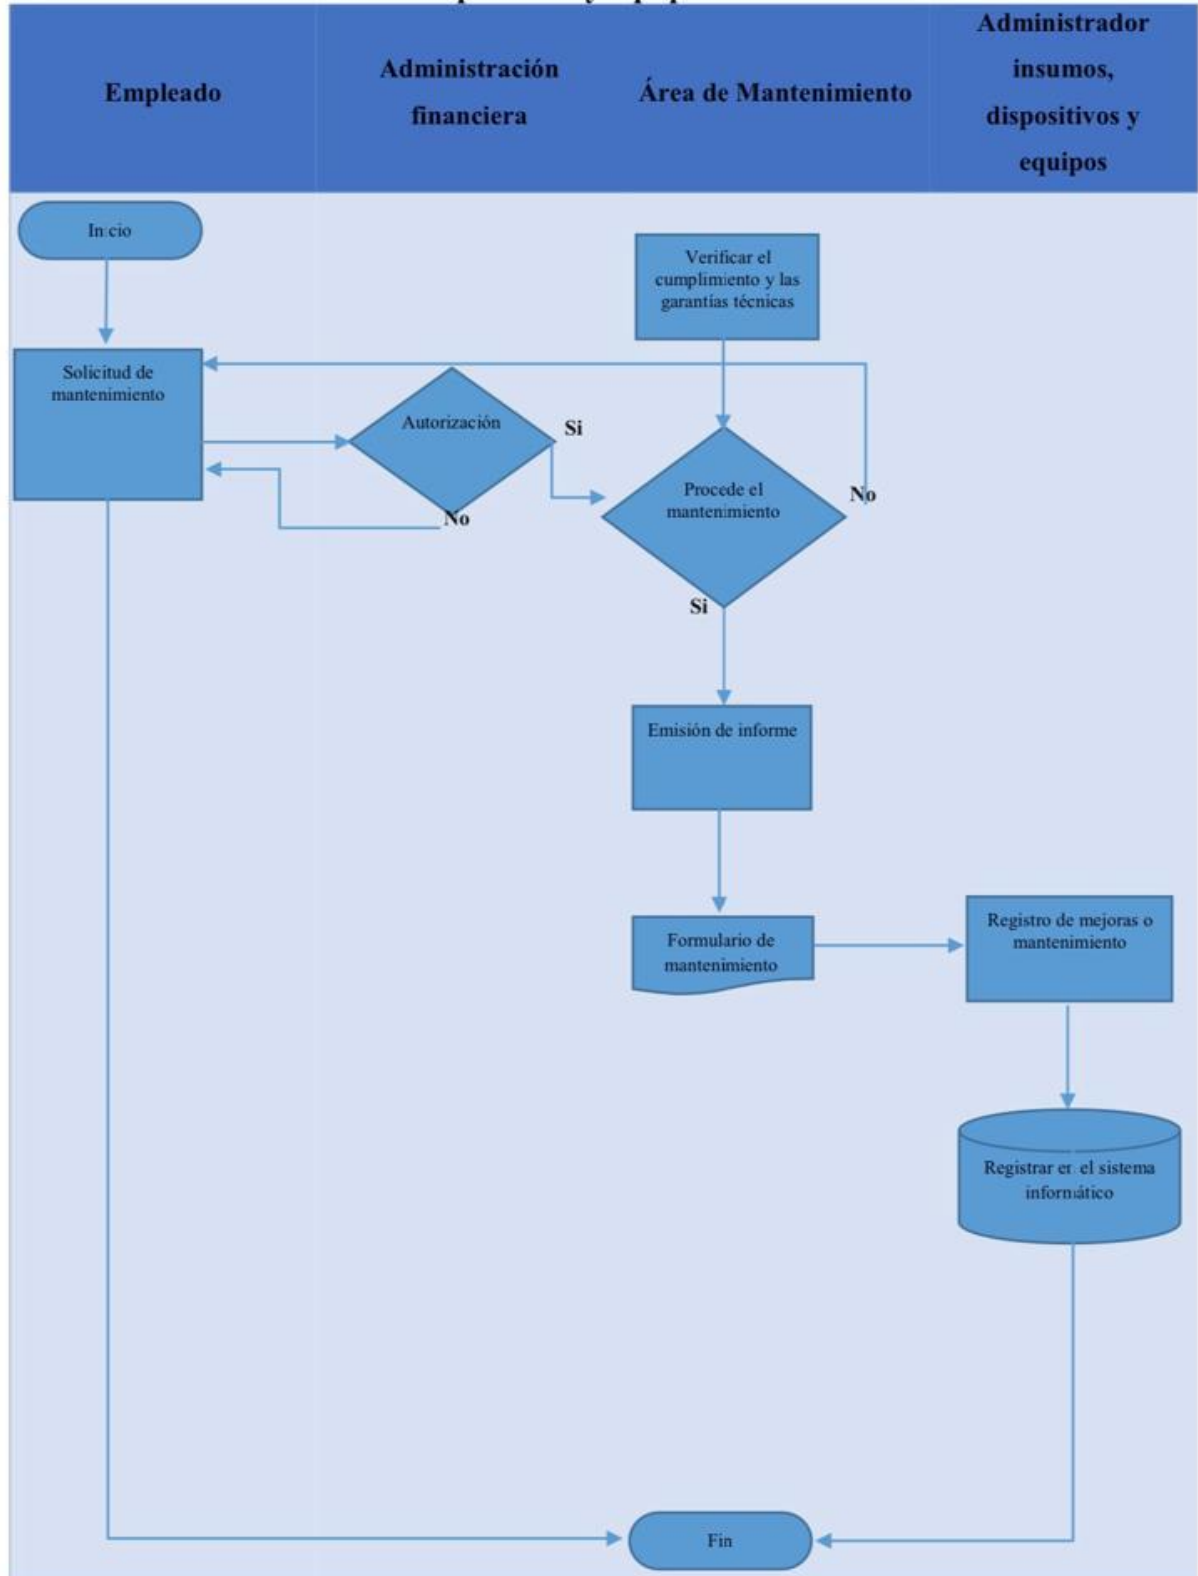 Empleado
Administración
financiera
Área de Mantenimiento
Administrador
insumos,
dispositivos y
equipos
Inicio
Verificar el
cumplimiento y las
garantías técnicas
Solicitud de
mantenimiento
Autorización
Si
No
Procede el
mantenimiento
No
Si
Emisión de informe
Formulario de
mantenimiento
Registro de mejoras o
mantenimiento
Registrar en el sistema
informático
Fin